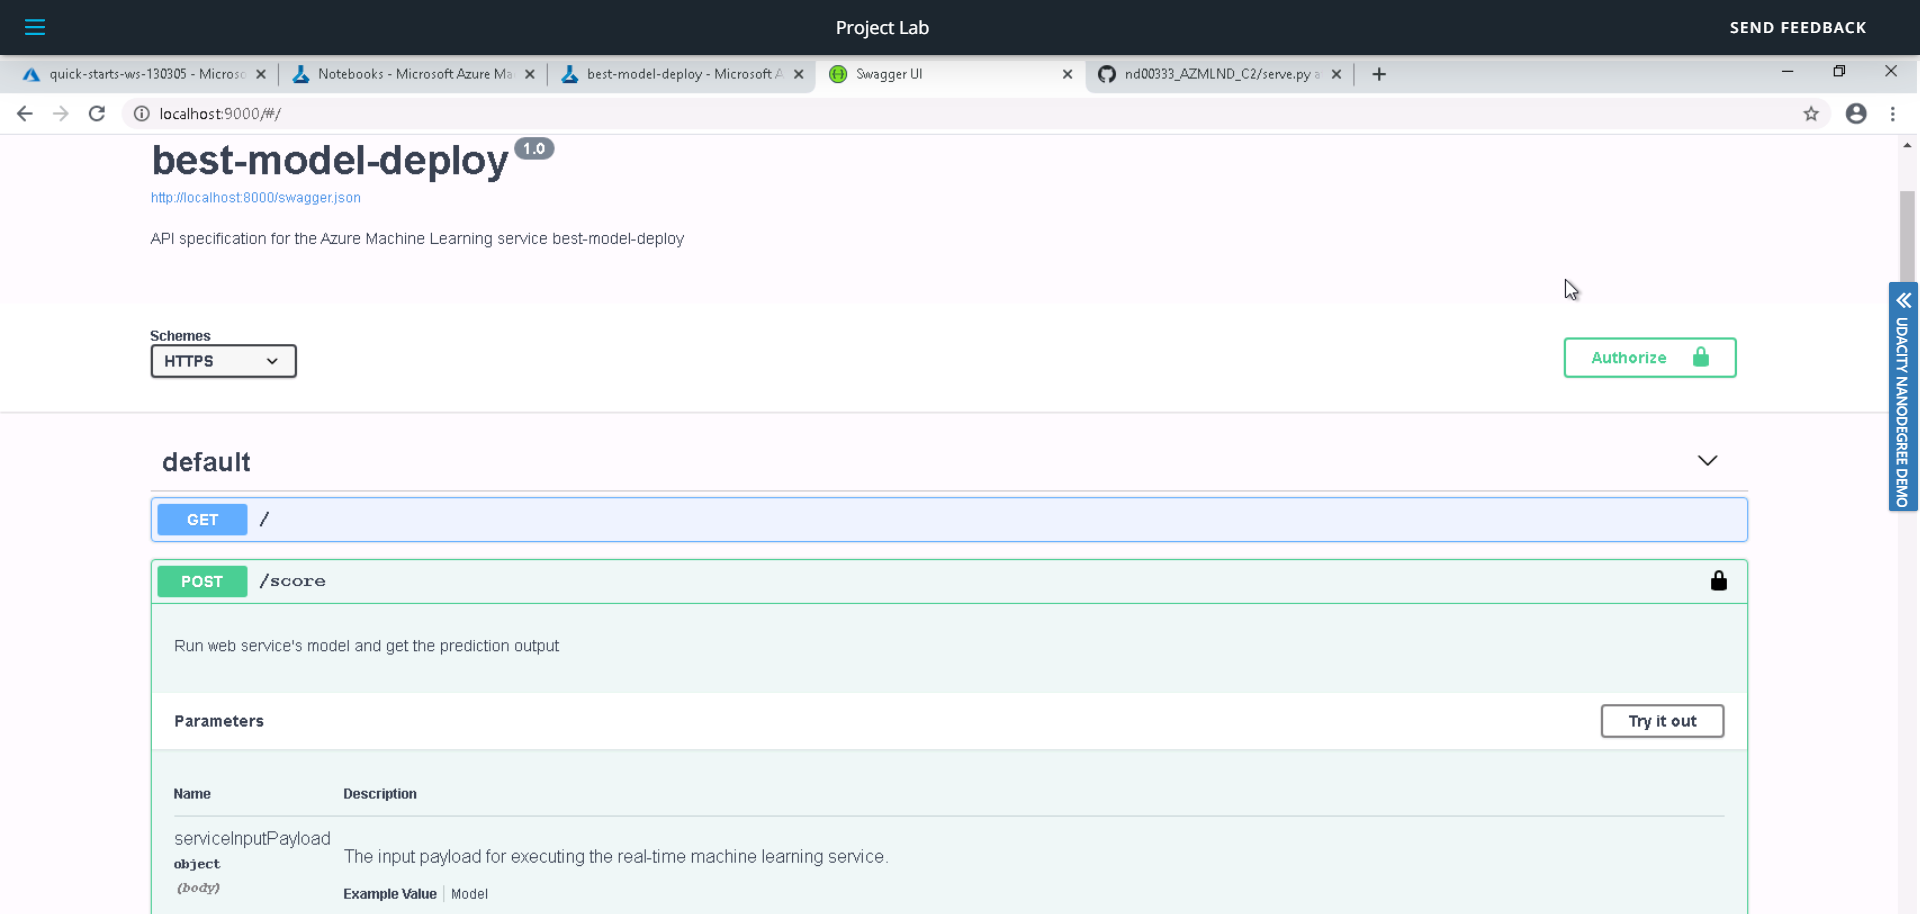 Project Lab
SEND FEEDBACK
quick-starts-ws-130305 - Microso
Notebooks - Microsoft Azure Ma
best-model-deploy - Microsoft A
Swagger UI
nd00333_AZMLND_C2/serve.py a
localhost:9000/#/
best-model-deploy 1.0
http://localhost:8000/swagger.json
API specification for the Azure Machine Learning service best-model-deploy
Schemes
HTTPS
Authorize
UDACITY NANODEGREE DEMO
default
GET /
POST /score
Run web service's model and get the prediction output
Parameters
Try it out
Name Description
serviceInputPayload
object
(body)
The input payload for executing the real-time machine learning service.
Example Value Model